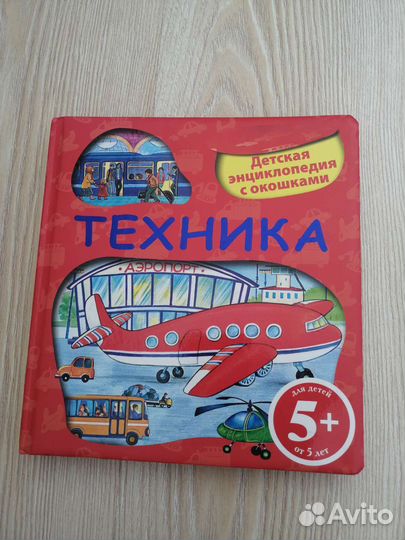 Детская
энциклопедия
с окошками
ТЕХНИКА
АЭРОПОРТ
для детей
5+
от 5 лет
Avito